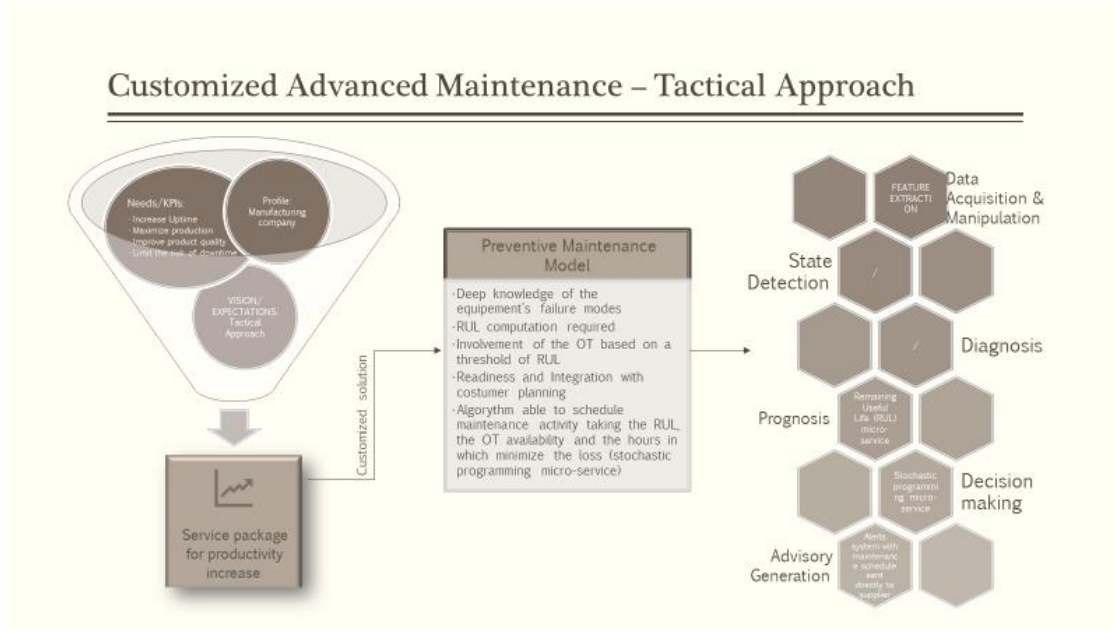 Customized Advanced Maintenance – Tactical Approach
Needs/KPIs:
· Increase Uptime
· Maximize production
· Improve product quality
· Limit the risk of downtime
Profile:
Manufacturing
company
VISION/
EXPECTATIONS:
Tactical
Approach
Service package
for productivity
increase
Customized solution
Preventive Maintenance
Model
·Deep knowledge of the
equipement's failure modes
·RUL computation required
·Involvement of the OT based on a
threshold of RUL
·Readiness and Integration with
costumer planning
·Algorythm able to schedule
maintenance activity taking the RUL,
the OT availability and the hours in
which minimize the loss (stochastic
programming micro-service)
FEATURE
EXTRACTI
ON
Data
Acquisition &
Manipulation
State
Detection
/
/
Diagnosis
Prognosis
Remaining
Useful
Life (RUL)
micro-
service
Stochastic
programmi
ng micro-
service
Decision
making
Advisory
Generation
Alerts
system with
maintenanc
e schedule
sent
directly to
supplier